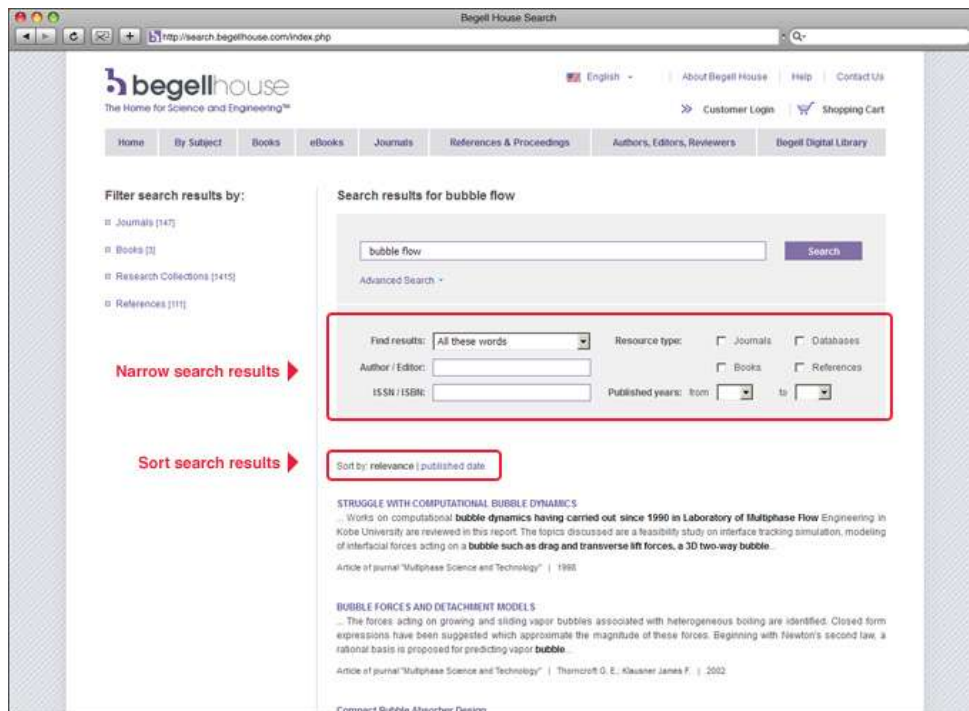 Begell House Search
http://search.begellhouse.com/index.php
begellhouse
The Home for Science and Engineering™
English
About Begell House | Help | Contact Us
Customer Login
Shopping Cart
Home By Subject Books eBooks Journals References & Proceedings Authors, Editors, Reviewers Begell Digital Library
Filter search results by:
Journals [147]
Books [3]
Research Collections [1415]
References [111]
Search results for bubble flow
bubble flow
Search
Advanced Search
Narrow search results
Find results: All these words
Author / Editor:
ISSN / ISBN:
Resource type: Journals Databases
Books References
Published years: from to
Sort search results
Sort by: relevance | published date
STRUGGLE WITH COMPUTATIONAL BUBBLE DYNAMICS
... Works on computational bubble dynamics having carried out since 1990 in Laboratory of Multiphase Flow Engineering in
Kobe University are reviewed in this report. The topics discussed are a feasibility study on interface tracking simulation, modeling
of interfacial forces acting on a bubble such as drag and transverse lift forces, a 3D two-way bubble...
Article of journal "Multiphase Science and Technology" | 1998
BUBBLE FORCES AND DETACHMENT MODELS
... The forces acting on growing and sliding vapor bubbles associated with heterogeneous boiling are identified. Closed form
expressions have been suggested which approximate the magnitude of these forces. Beginning with Newton's second law, a
rational basis is proposed for predicting vapor bubble...
Article of journal "Multiphase Science and Technology" | Thorncroft G. E.; Klausner James F. | 2002
Compact Bubble Absorber Design